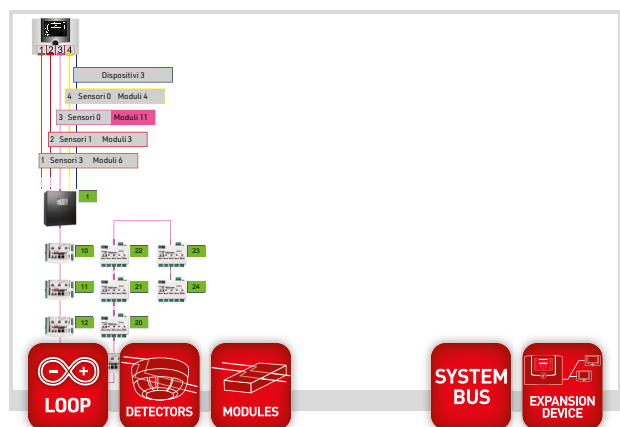 1 2 3 4
Dispositivi 3
4 Sensori 0 Moduli 4
3 Sensori 0 Moduli 11
2 Sensori 1 Moduli 3
1 Sensori 3 Moduli 6
1
10 22 23
11 21 24
12 20
LOOP
DETECTORS
MODULES
SYSTEM
BUS
EXPANSION
DEVICE